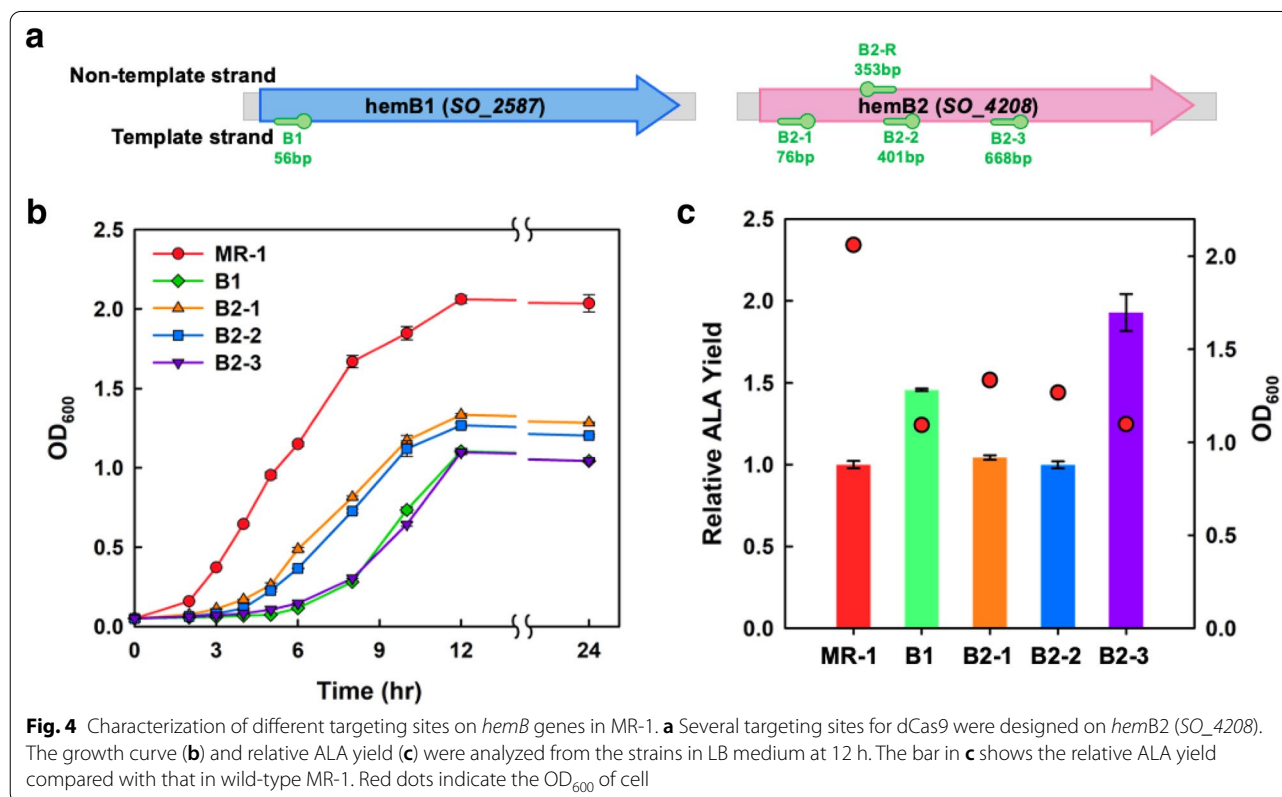 a
B2-R
353bp
Non-template strand
hemB1 (SO_2587)
hemB2 (SO_4208)
Template strand
B1
56bp
B2-1
76bp
B2-2
401bp
B2-3
668bp
b
2.5
2.0
1.5
1.0
0.5
0.0
OD600
MR-1
B1
B2-1
B2-2
B2-3
0 3 6 9 12 24
Time (hr)
c
2.5
2.0
1.5
1.0
0.5
0.0
Relative ALA Yield
2.0
1.5
1.0
0.5
0.0
OD600
MR-1 B1 B2-1 B2-2 B2-3
Fig. 4 Characterization of different targeting sites on hemB genes in MR-1. a Several targeting sites for dCas9 were designed on hemB2 (SO_4208).
The growth curve (b) and relative ALA yield (c) were analyzed from the strains in LB medium at 12 h. The bar in c shows the relative ALA yield
compared with that in wild-type MR-1. Red dots indicate the OD600 of cell